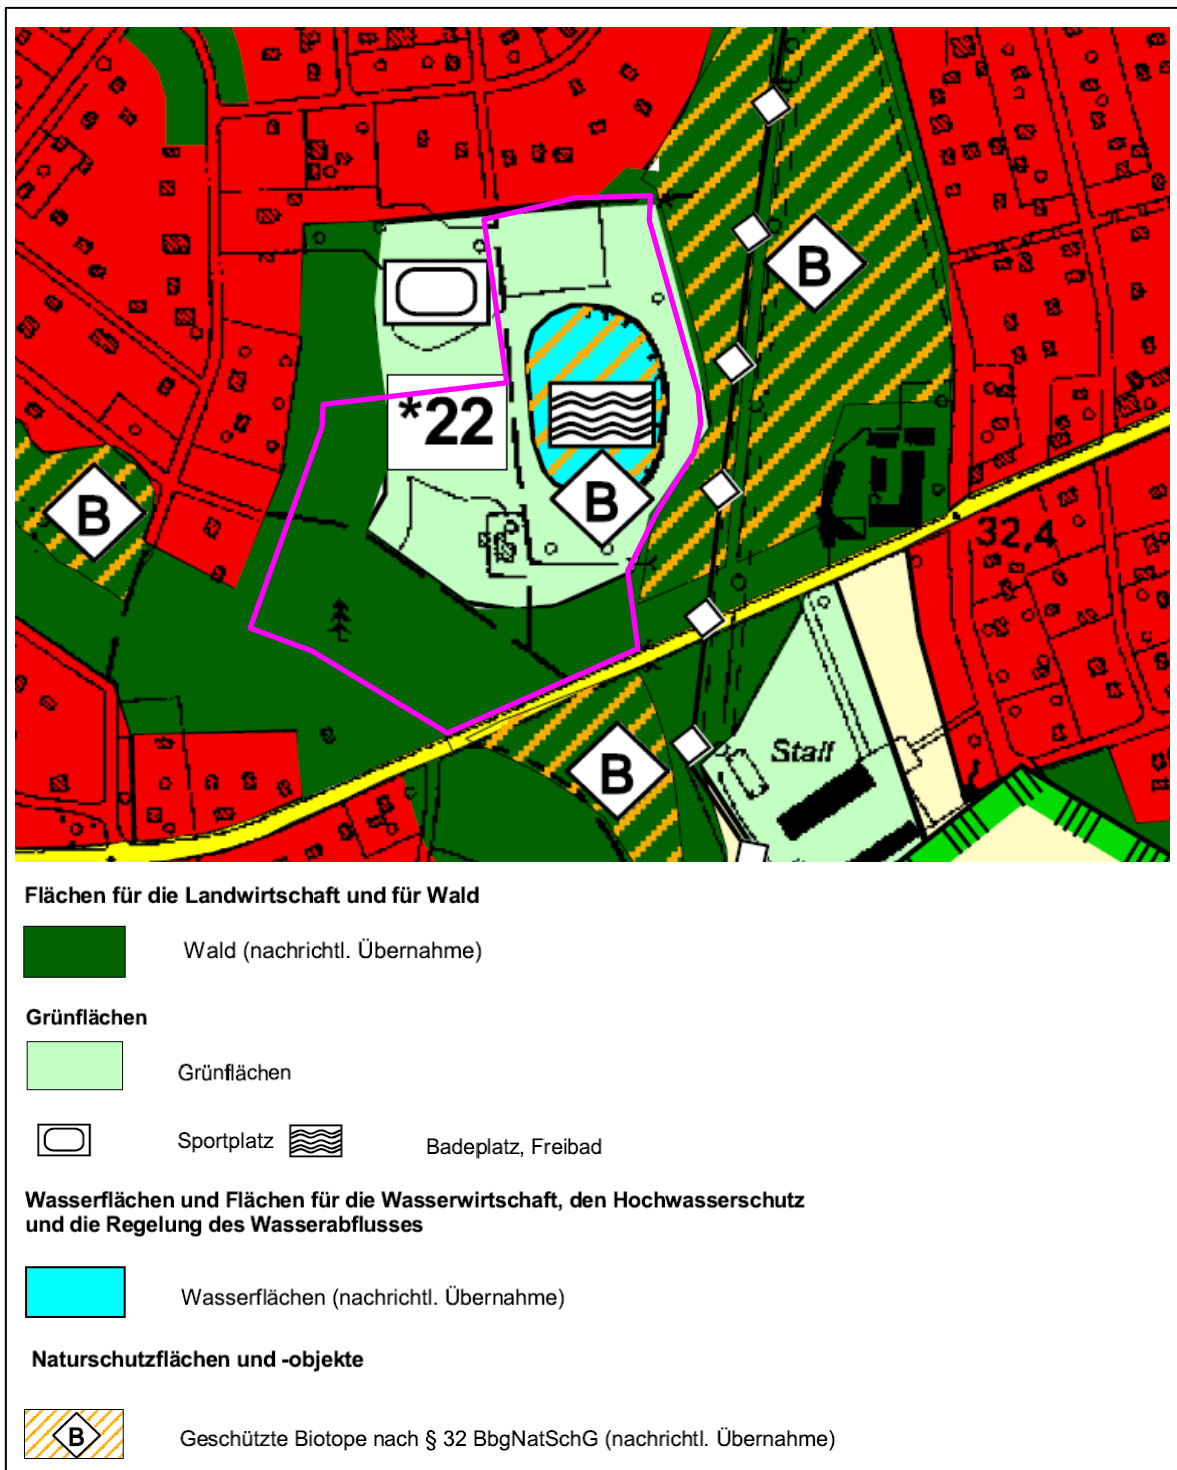 B
*22
B
B
32,4
B
Stall
Flächen für die Landwirtschaft und für Wald
Wald (nachrichtl. Übernahme)
Grünflächen
Grünflächen
Sportplatz
Badeplatz, Freibad
Wasserflächen und Flächen für die Wasserwirtschaft, den Hochwasserschutz
und die Regelung des Wasserabflusses
Wasserflächen (nachrichtl. Übernahme)
Naturschutzflächen und -objekte
B
Geschützte Biotope nach § 32 BbgNatSchG (nachrichtl. Übernahme)